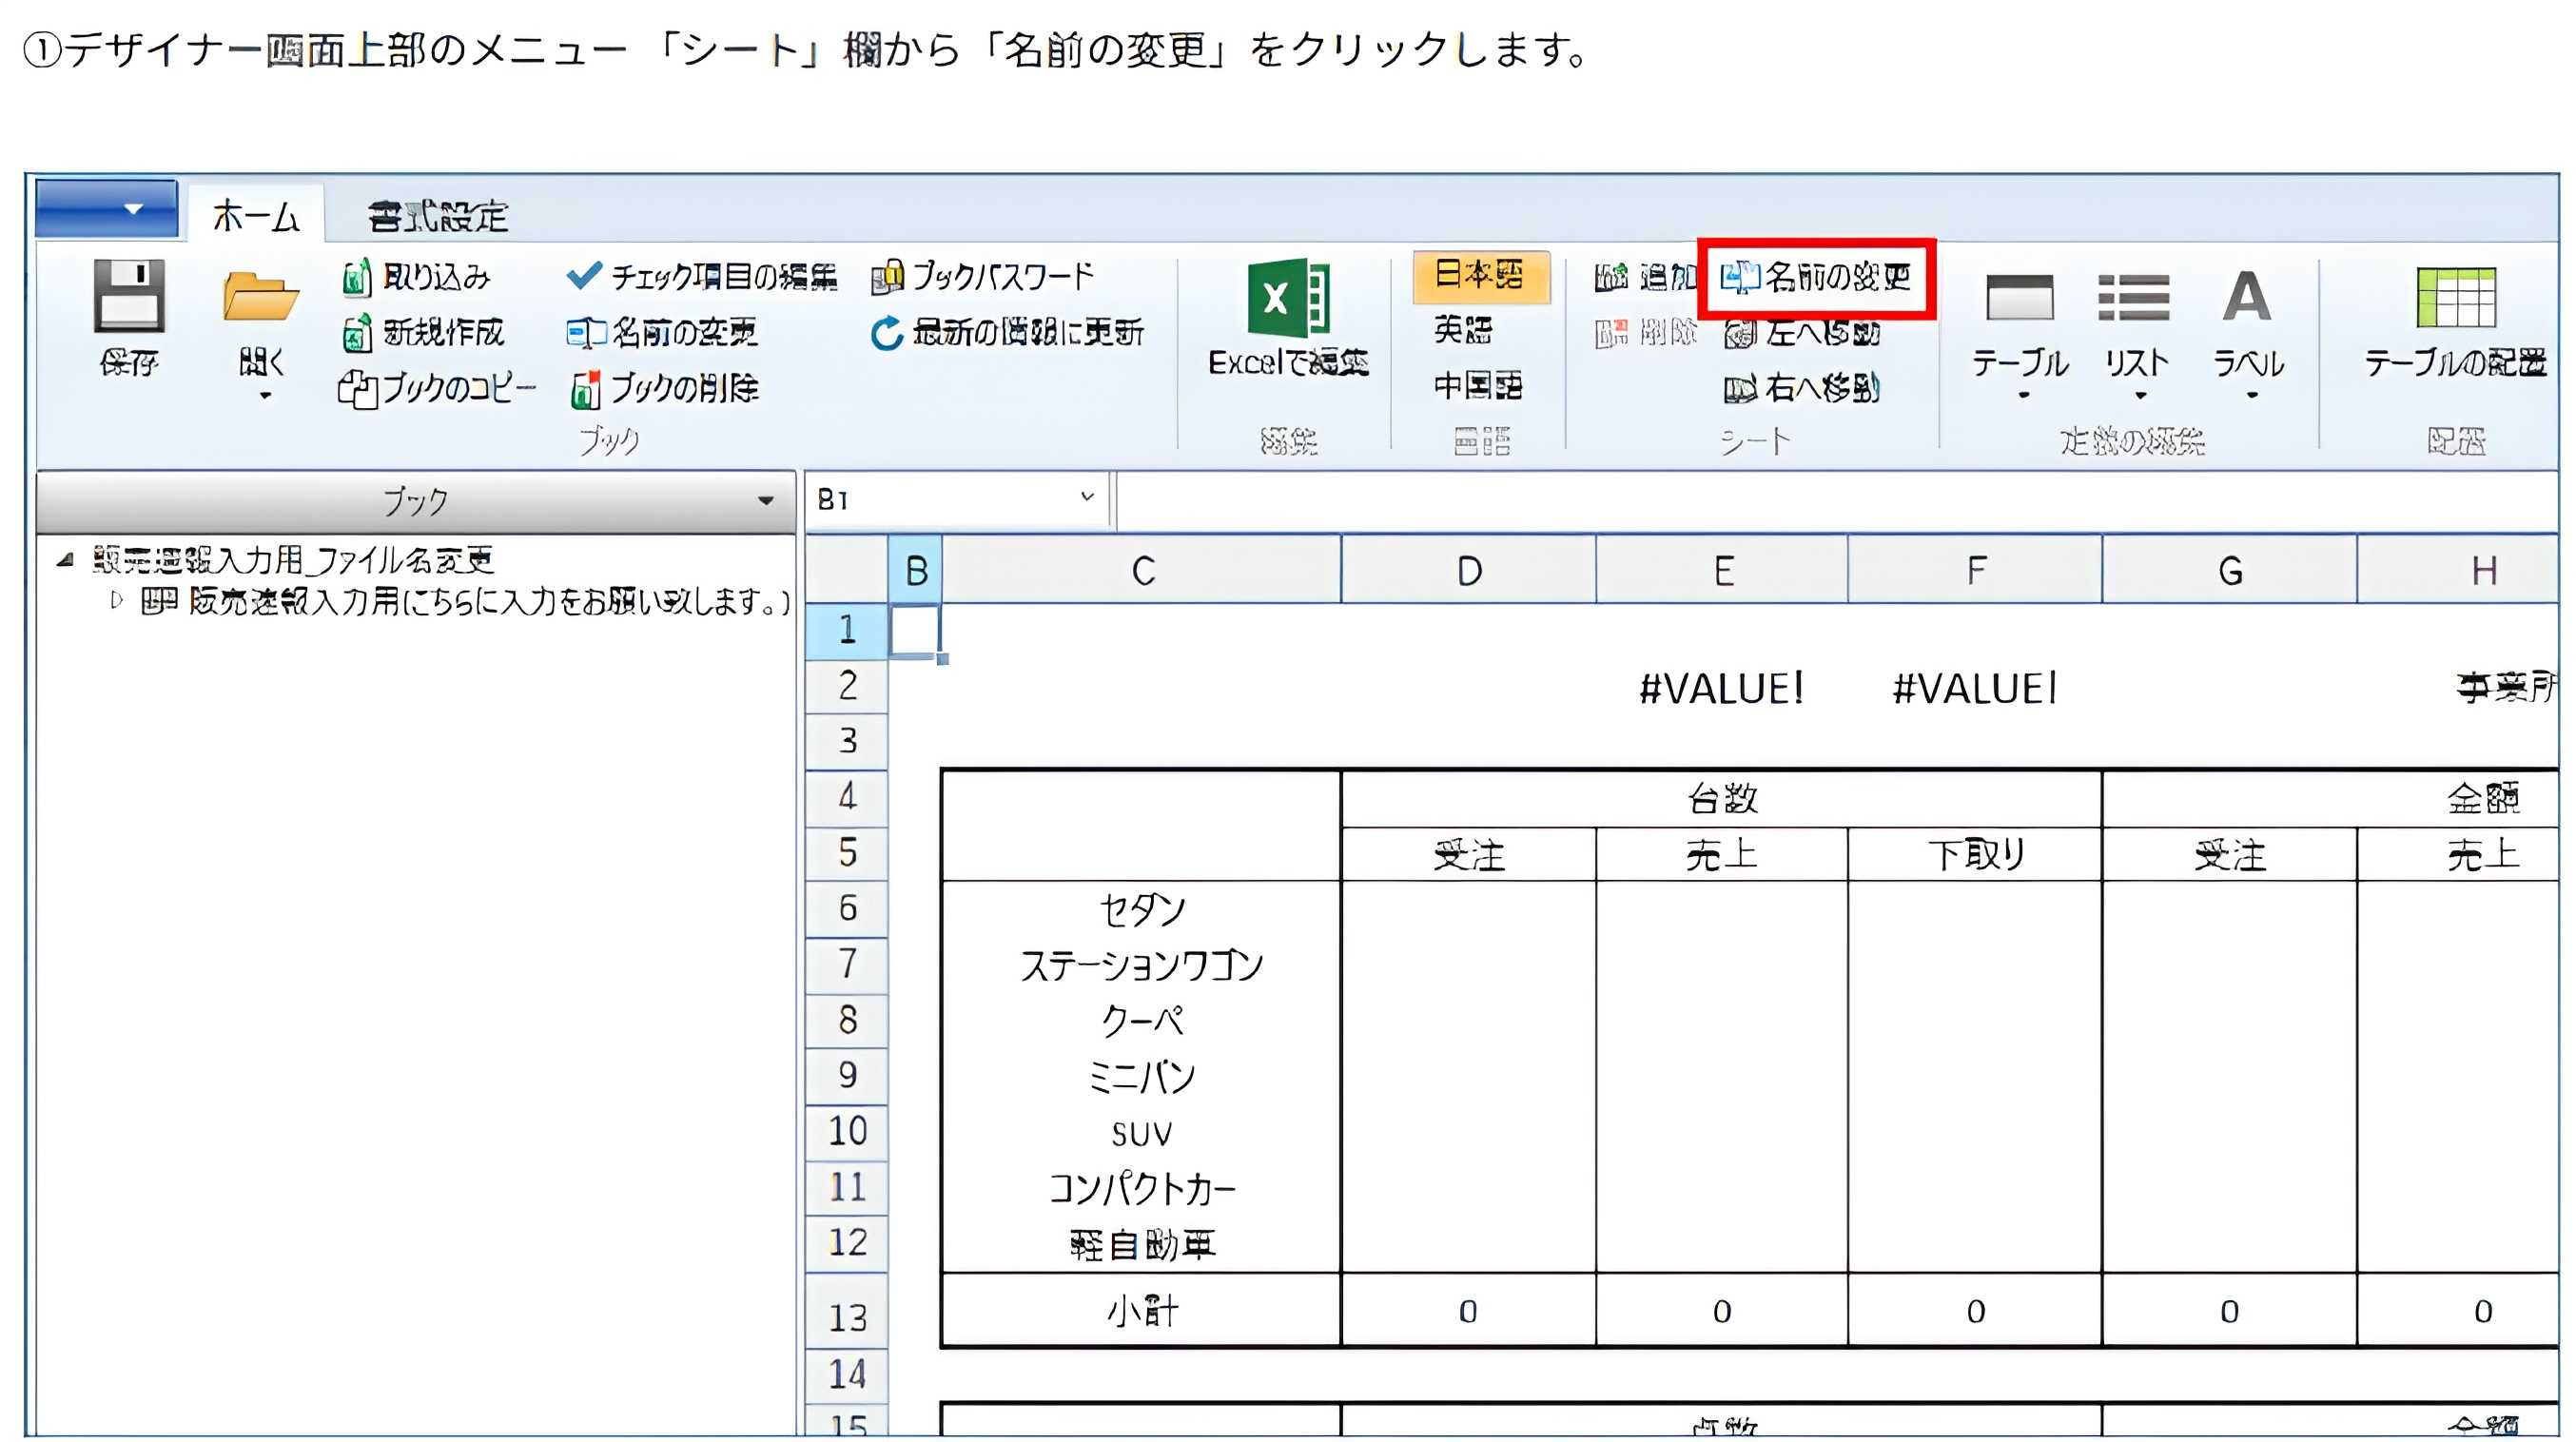 ①デザイナー画面上部のメニュー 「シート」欄から「名前の変更」をクリックします。
ホーム 書式設定
取り込み チェック項目の編集 ブックパスワード 日本語 追加 名前の変更
新規作成 名前の変更 最新の情報に更新 英語 削除 左へ移動
保存 開く Excelで編集 テーブル リスト ラベル テーブルの配置
ブックのコピー ブックの削除 中国語 右へ移動
ブック 編集 言語 シート 定義の編集 配置
ブック B1
販売速報入力用_ファイル名変更
販売速報入力用にちらに入力をお願い致します。)
B C D E F G H
1
2 #VALUE! #VALUE! 事業所
3
4 台数 金額
5 受注 売上 下取り 受注 売上
6 セダン
7 ステーションワゴン
8 クーペ
9 ミニバン
10 SUV
11 コンパクトカー
12 軽自動車
13 小計 0 0 0 0 0
14
15